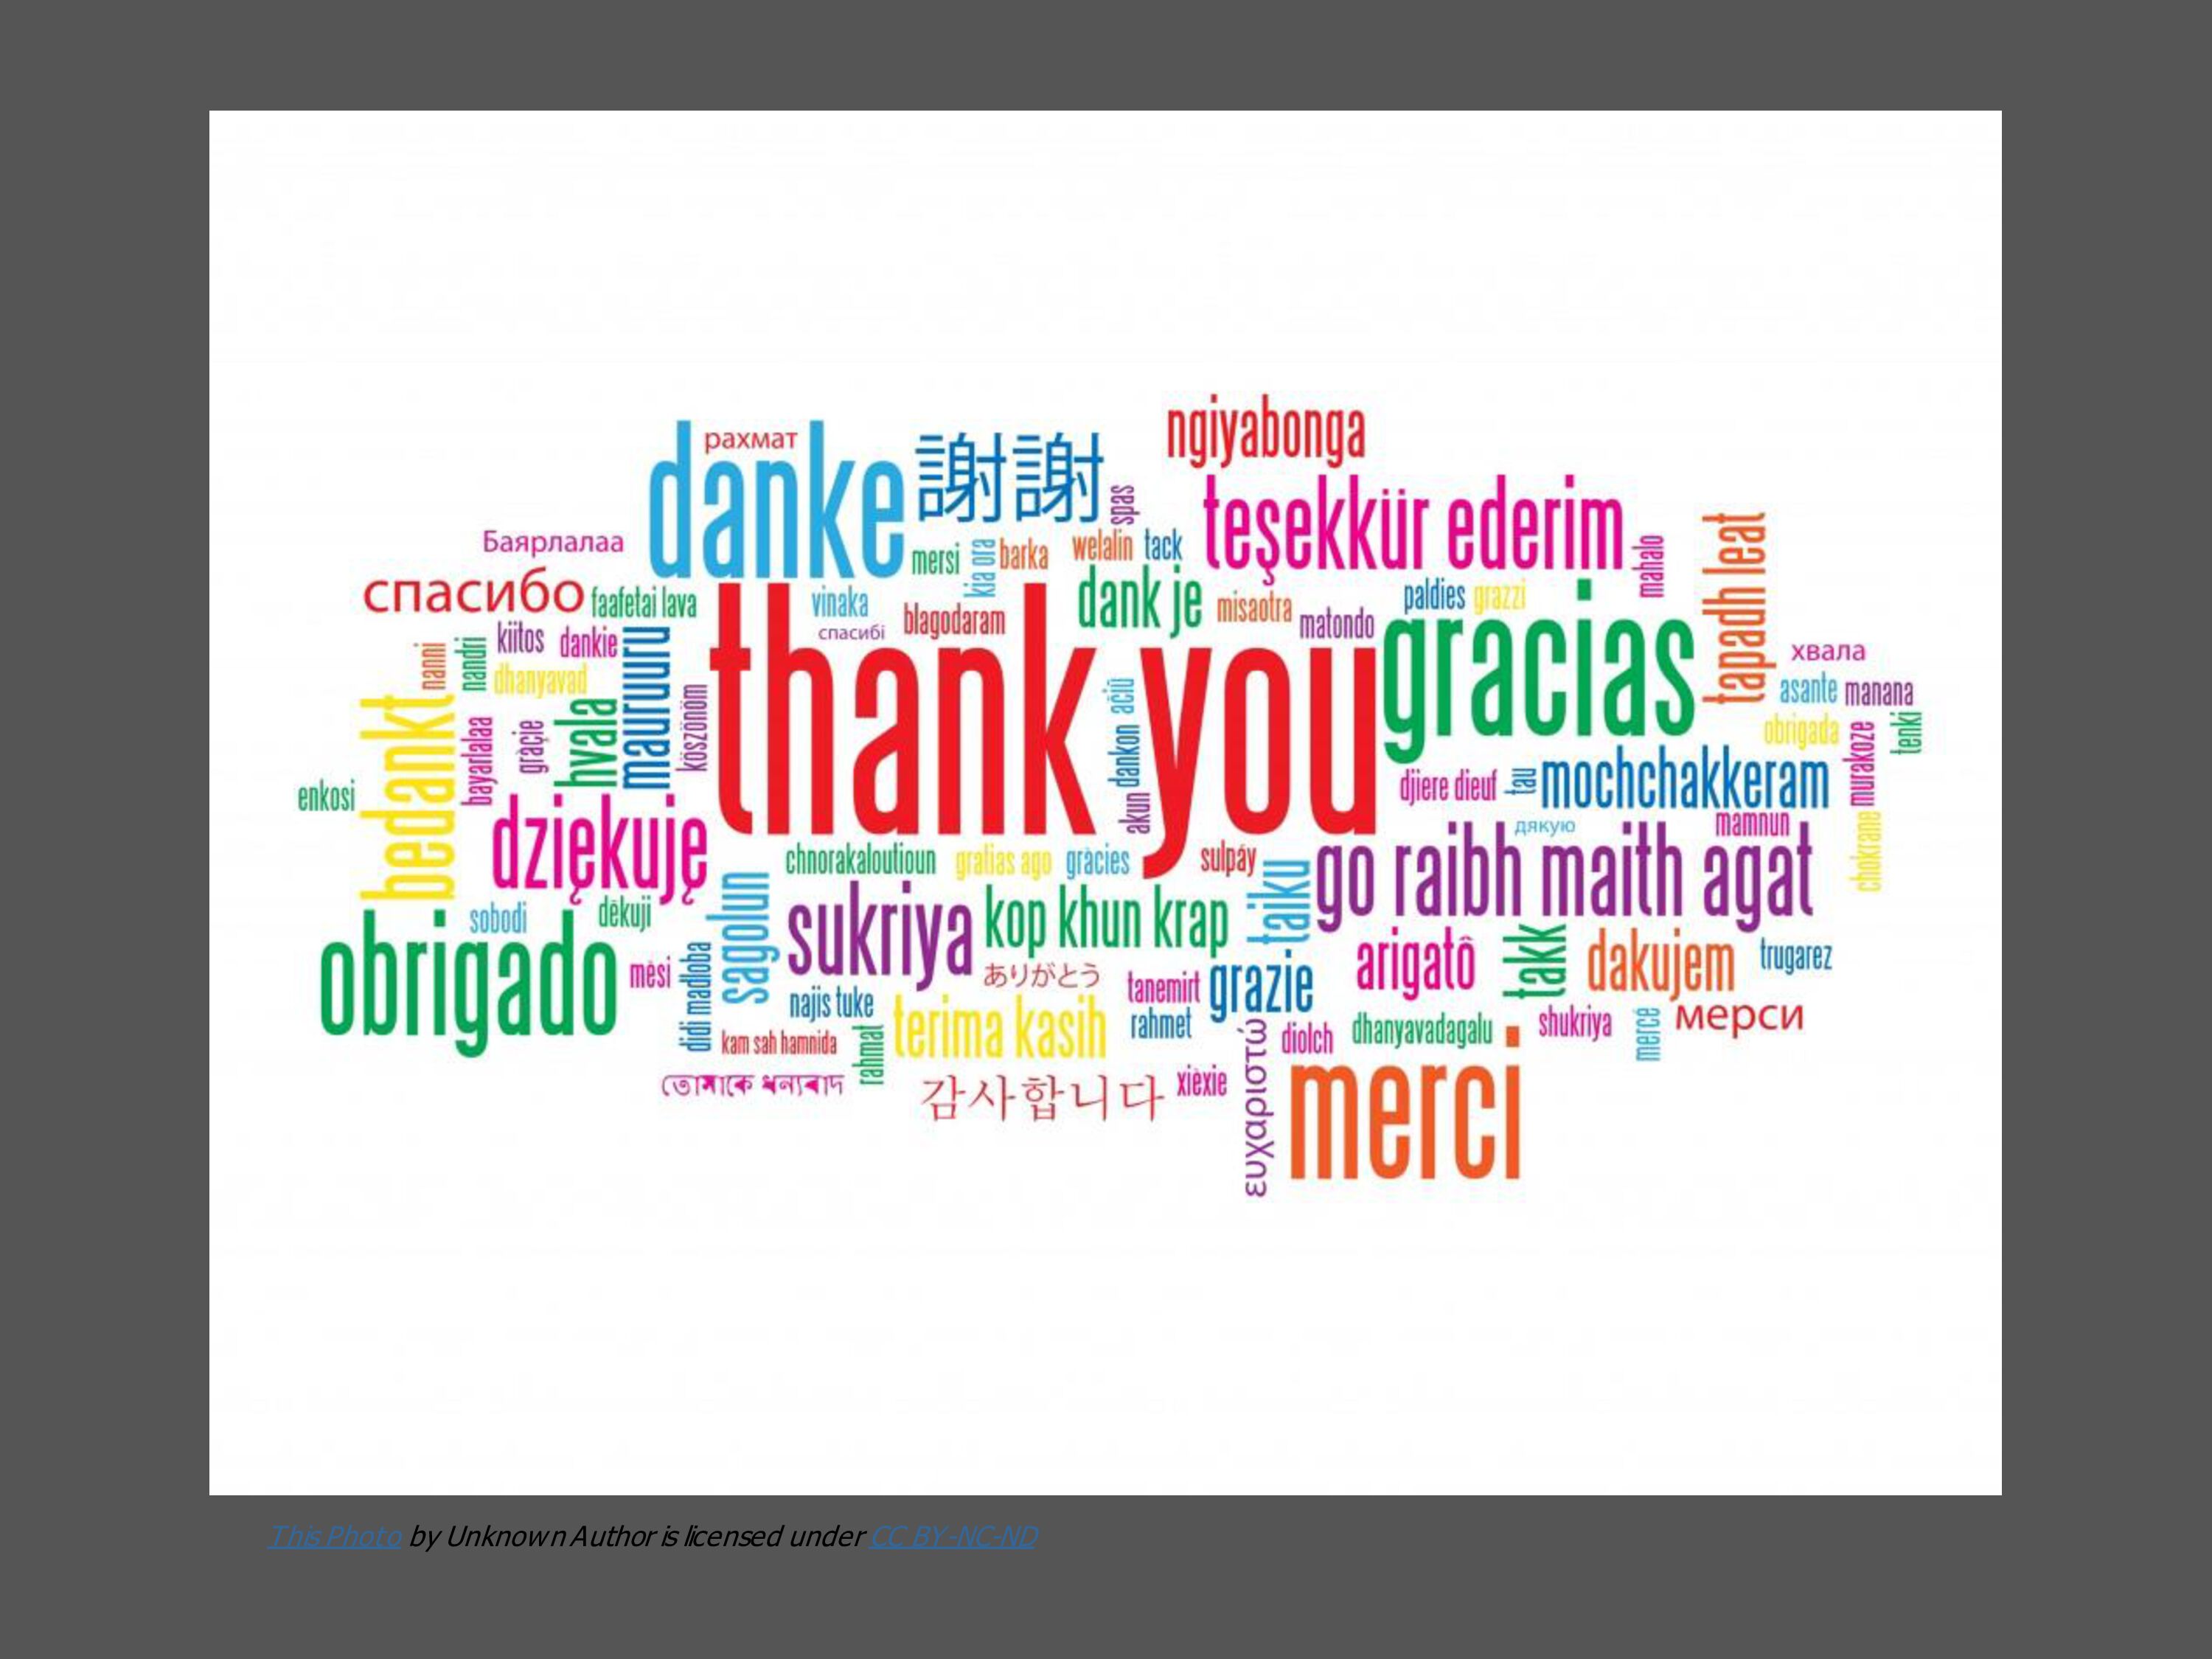 ngiyabonga
рахмат
danke
謝謝
spas
teşekkür ederim
mahalo
tapadh leat
Баярлалаа
mersi
kia ora
barka
welalin
tack
спасибо
faafetai lava
vinaka
спасибі
blagodaram
dank je
misaotra
matondo
paldies
grazzi
gracias
хвала
asante
manana
tenki
obrigada
murakoze
nanni
nandri
kiitos
dankie
dhanyavad
mauruuru
köszönöm
thank you
dankon
ačiū
akun
bedankt
bayarlalaa
gràçie
hvala
enkosi
djiere dieuf
tau
mochchakkeram
дякую
mamnun
chokrane
dziękuję
chnorakaloutioun
gratias ago
gràcies
sulpáy
taiku
go raibh maith agat
sobodi
děkuji
sagolun
sukriya
kop khun krap
obrigado
mèsi
didi madloba
najis tuke
ありがとう
tanemirt
grazie
arigatô
takk
dakujem
trugarez
kam sah hamnida
rahmat
terima kasih
rahmet
diolch
dhanyavadagalu
shukriya
mercé
мерси
তোমাকে ধন্যবাদ
감사합니다
xièxie
ευχαριστώ
merci
This Photo by Unknown Author is licensed under CC BY-NC-ND